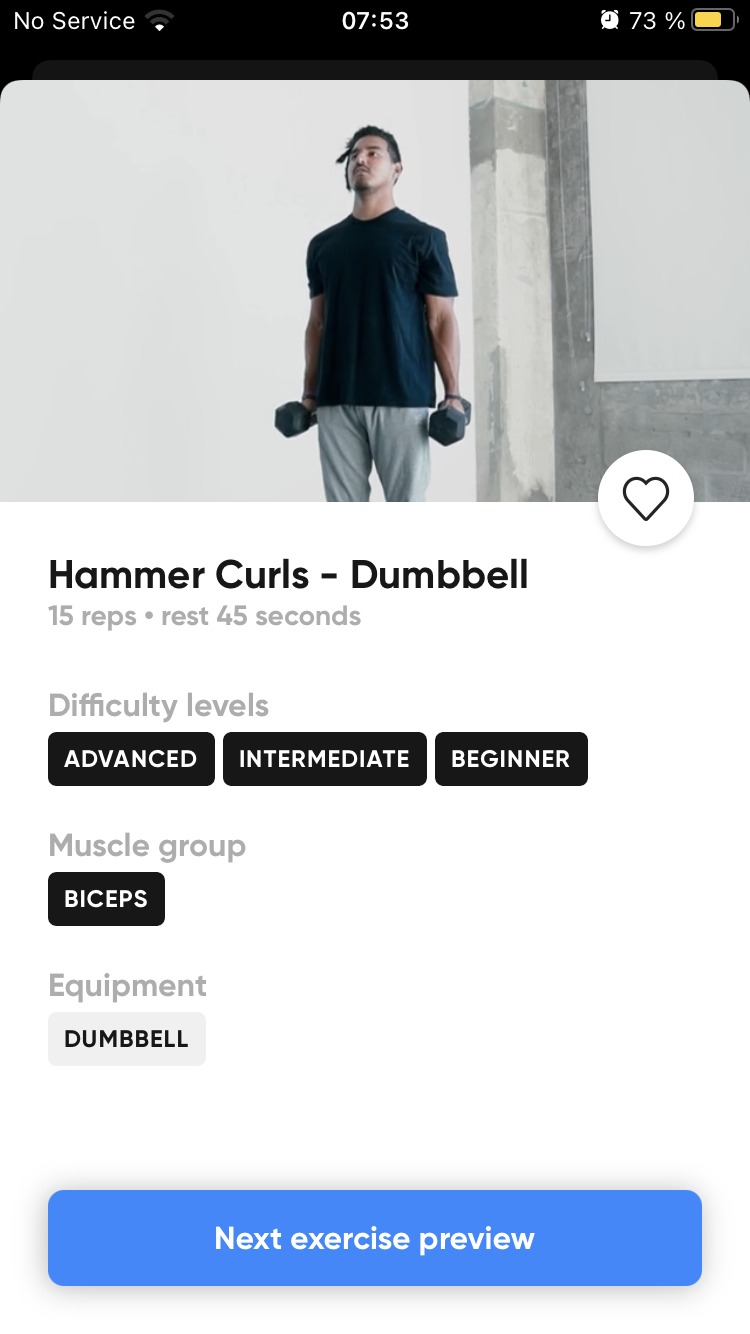 No Service 07:53 73 %
Hammer Curls - Dumbbell
15 reps • rest 45 seconds
Difficulty levels
ADVANCED INTERMEDIATE BEGINNER
Muscle group
BICEPS
Equipment
DUMBBELL
Next exercise preview